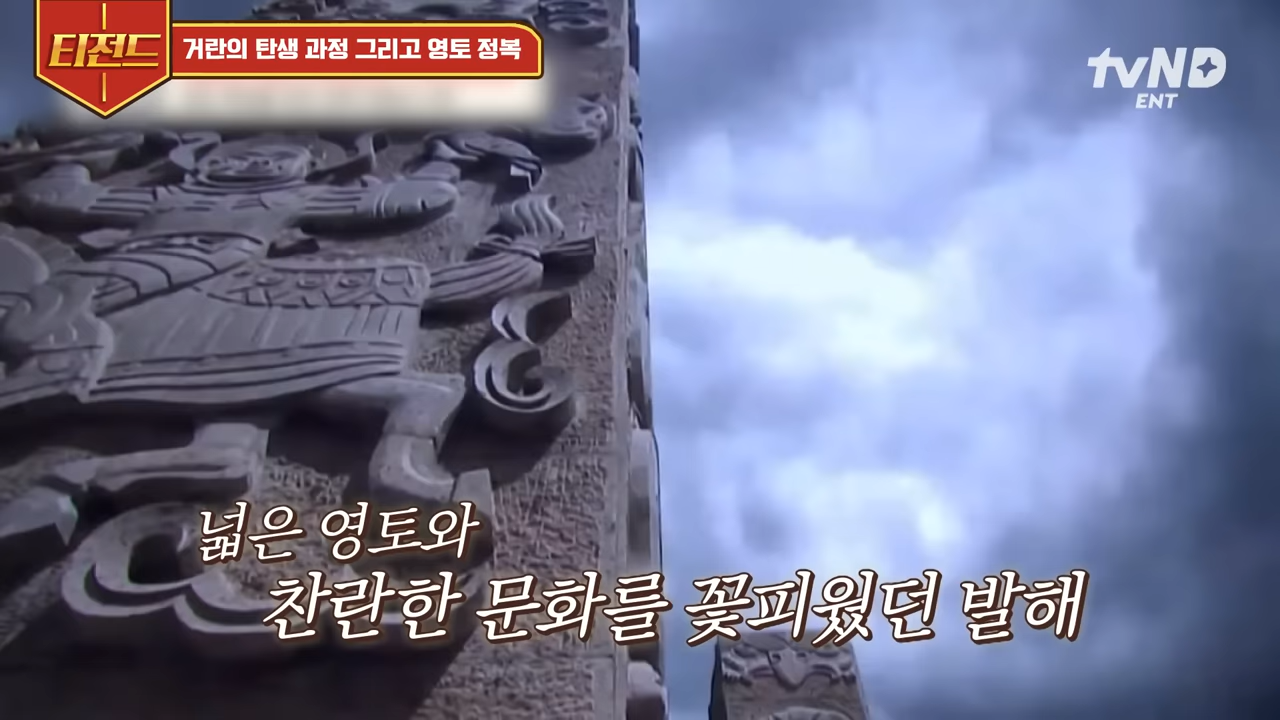 티전드
거란의 탄생 과정 그리고 영토 정복
tvND
ENT
넓은 영토와
찬란한 문화를 꽃피웠던 발해